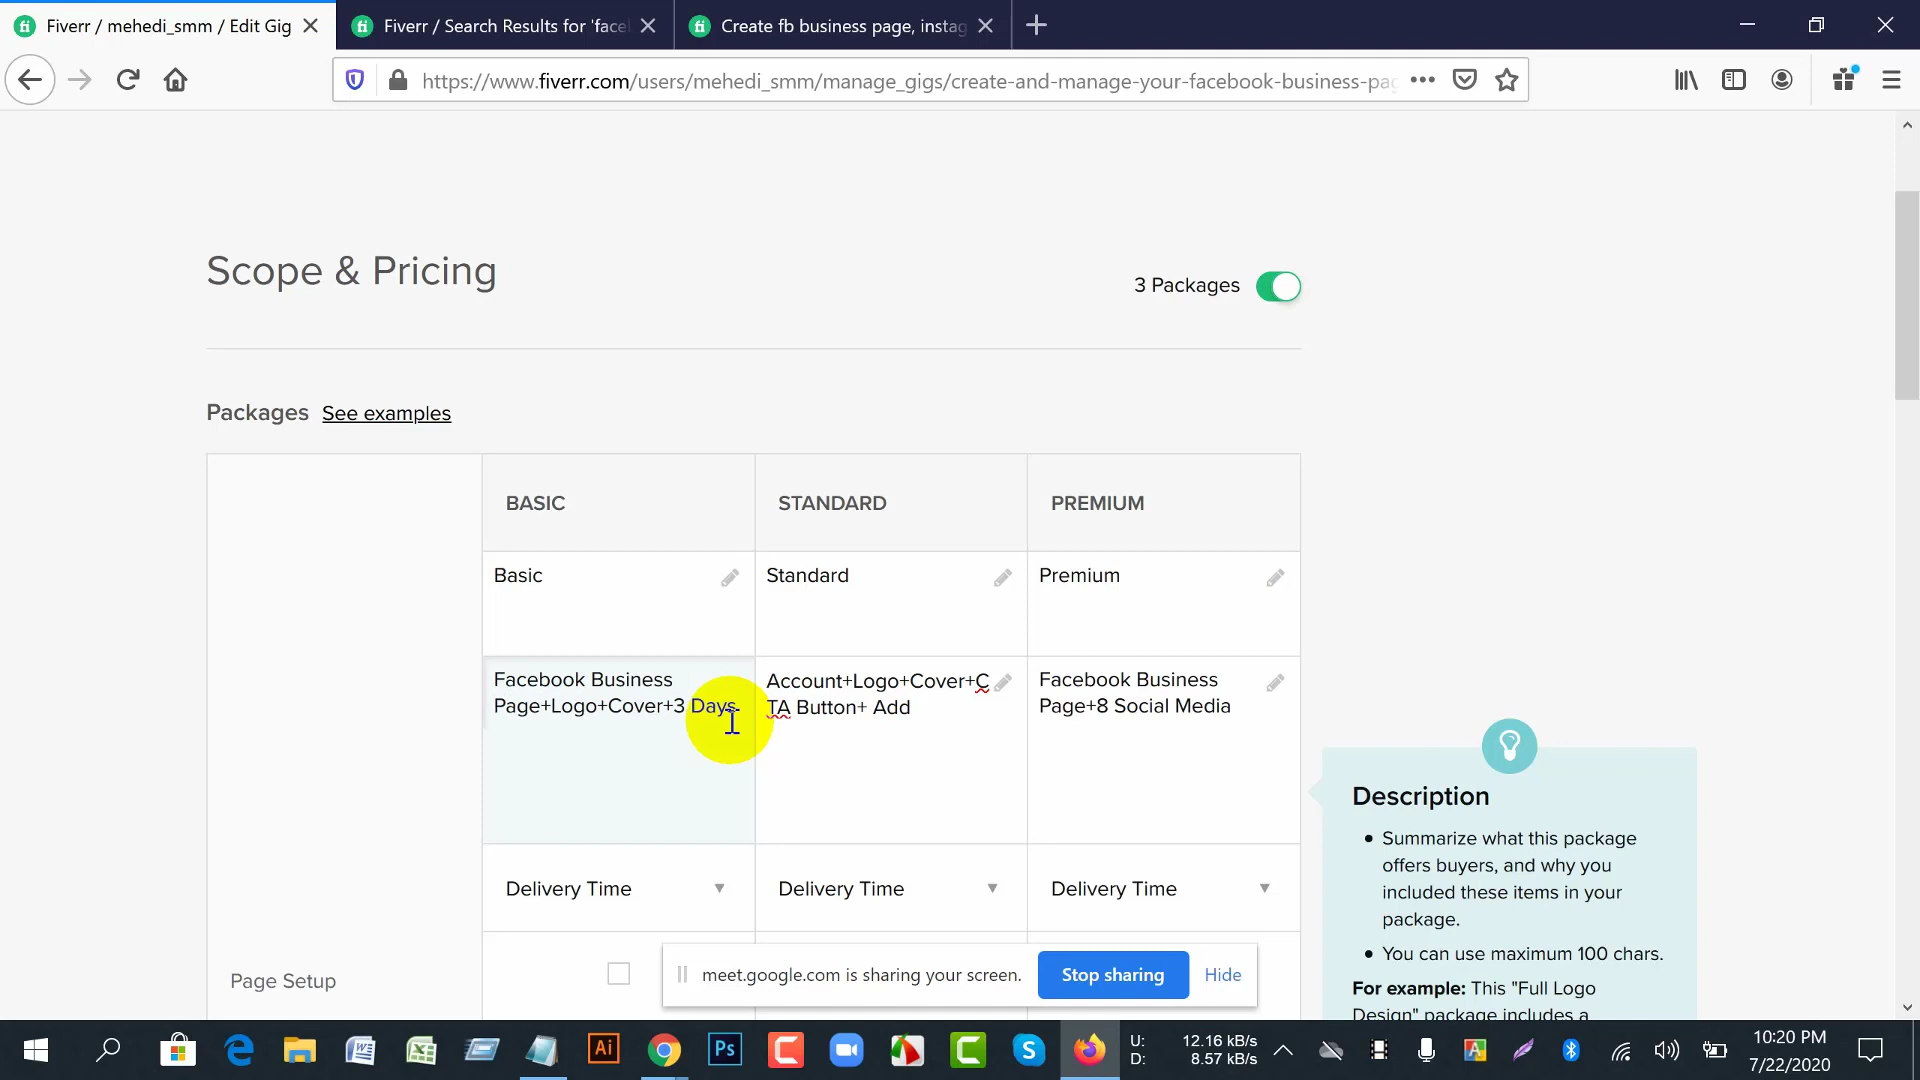 Fiverr / mehedi_smm / Edit Gig
Fiverr / Search Results for 'face
Create fb business page, instag
https://www.fiverr.com/users/mehedi_smm/manage_gigs/create-and-manage-your-facebook-business-pag
Scope & Pricing
3 Packages
Packages See examples
BASIC STANDARD PREMIUM
Basic Standard Premium
Facebook Business
Page+Logo+Cover+3 Days
Account+Logo+Cover+C
TA Button+ Add
Facebook Business
Page+8 Social Media
Description
Summarize what this package
offers buyers, and why you
included these items in your
package.
You can use maximum 100 chars.
For example: This "Full Logo
Design" package includes a
Delivery Time Delivery Time Delivery Time
Page Setup
meet.google.com is sharing your screen.
Stop sharing
Hide
U: 12.16 kB/s
D: 8.57 kB/s
10:20 PM
7/22/2020